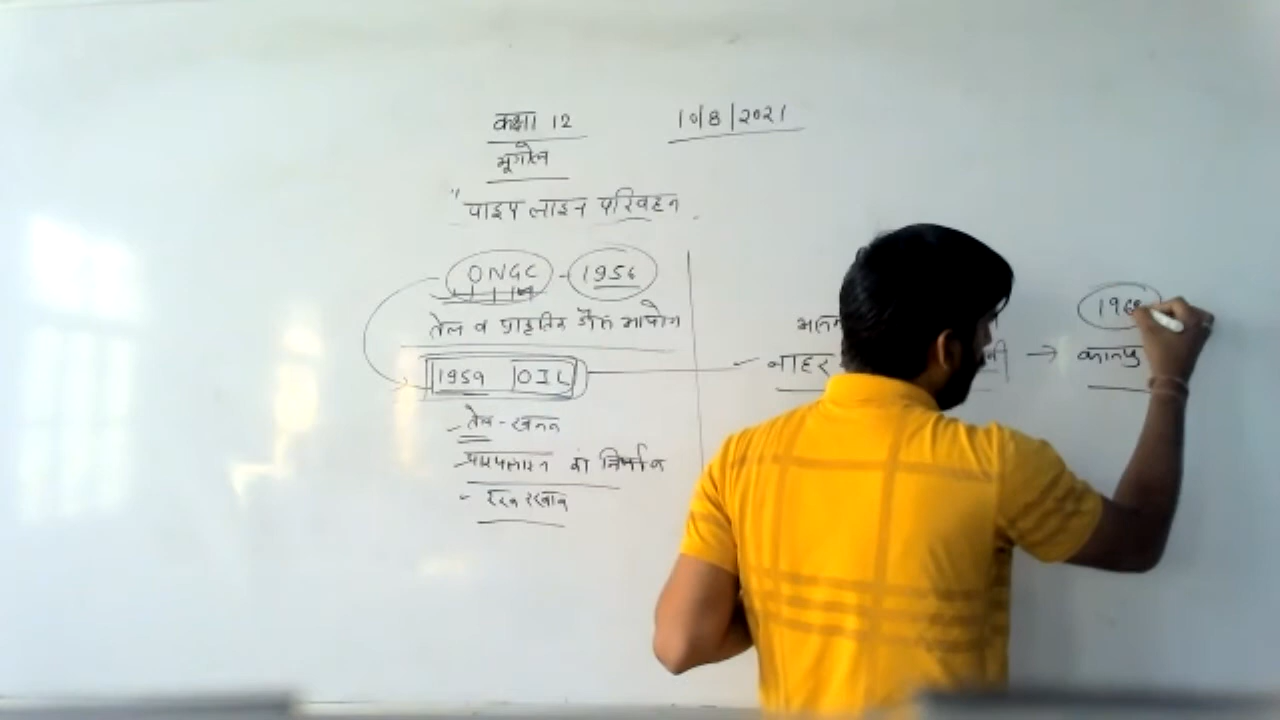 कक्षा 12
10/8/2021
भूगोल
"पाइप लाइन परिवहन
ONGC - 1956
तेल व प्राकृतिक गैस आयोग
1959 OIL
- तेल - खनन
- पाइपलाइन का निर्माण
- रख रखाव
नाहर
→ कानपु
196